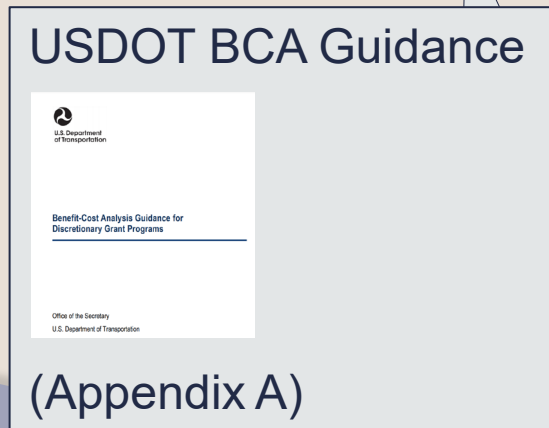 USDOT BCA Guidance
U.S. Department
of Transportation
Benefit-Cost Analysis Guidance for
Discretionary Grant Programs
Office of the Secretary
U.S. Department of Transportation
(Appendix A)